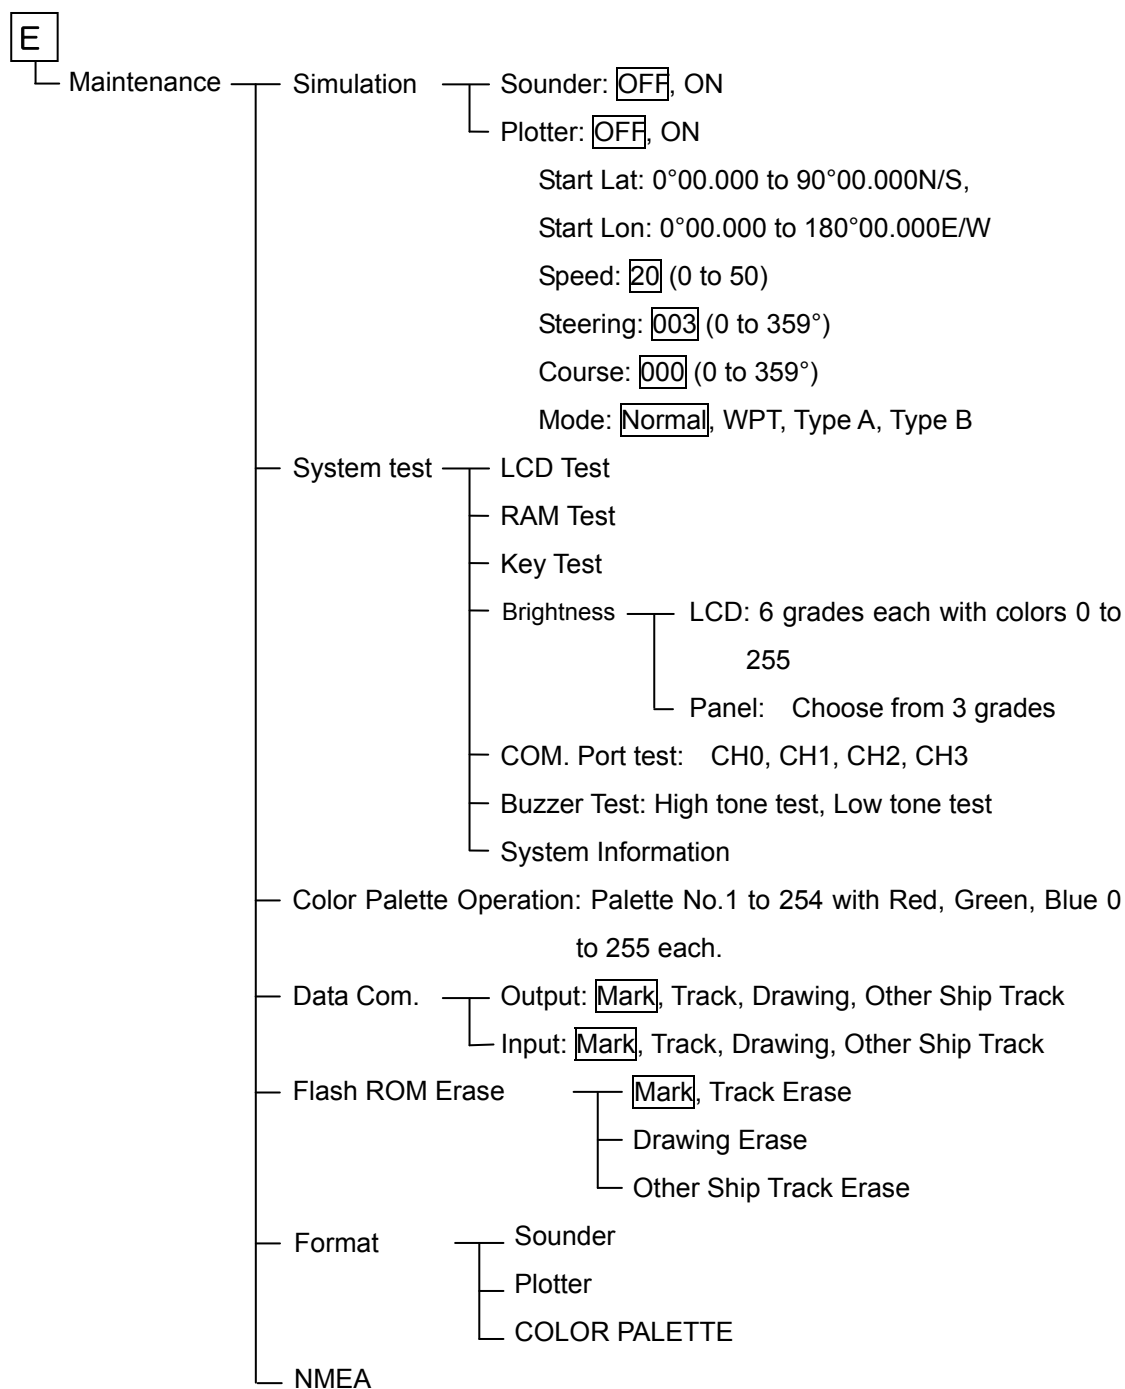 E
Maintenance Simulation Sounder: OFF, ON
Plotter: OFF, ON
Start Lat: 0°00.000 to 90°00.000N/S,
Start Lon: 0°00.000 to 180°00.000E/W
Speed: 20 (0 to 50)
Steering: 003 (0 to 359°)
Course: 000 (0 to 359°)
Mode: Normal, WPT, Type A, Type B
System test LCD Test
RAM Test
Key Test
Brightness LCD: 6 grades each with colors 0 to
255
Panel: Choose from 3 grades
COM. Port test: CH0, CH1, CH2, CH3
Buzzer Test: High tone test, Low tone test
System Information
Color Palette Operation: Palette No.1 to 254 with Red, Green, Blue 0
to 255 each.
Data Com. Output: Mark, Track, Drawing, Other Ship Track
Input: Mark, Track, Drawing, Other Ship Track
Flash ROM Erase Mark, Track Erase
Drawing Erase
Other Ship Track Erase
Format Sounder
Plotter
COLOR PALETTE
NMEA